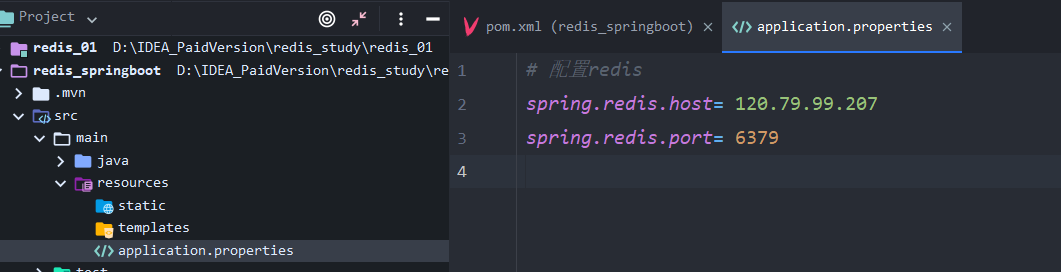 Project
redis_01 D:\IDEA_PaidVersion\redis_study\redis_01
redis_springboot D:\IDEA_PaidVersion\redis_study\re
.mvn
src
main
java
resources
static
templates
application.properties
test
pom.xml (redis_springboot)
application.properties
1 # 配置redis
2 spring.redis.host= 120.79.99.207
3 spring.redis.port= 6379
4